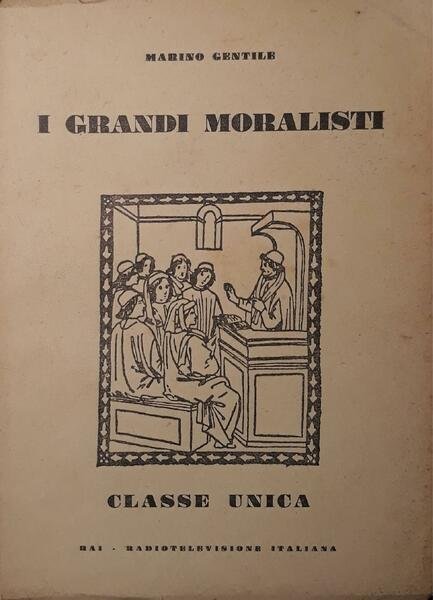 MARINO GENTILE
I GRANDI MORALISTI
CLASSE UNICA
RAI - RADIOTELEVISIONE ITALIANA